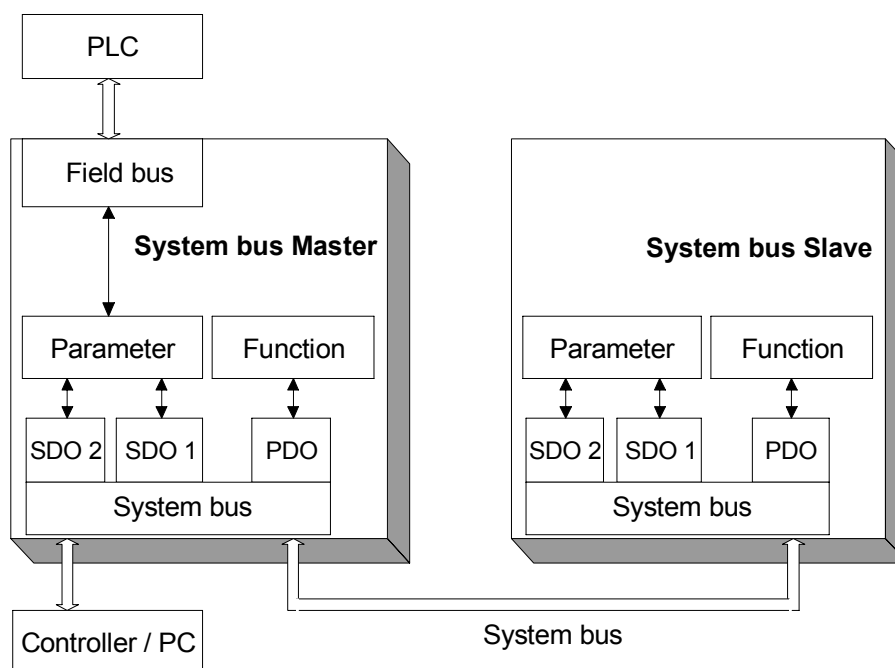 PLC
Field bus
System bus Master
Parameter
Function
SDO 2
SDO 1
PDO
System bus
System bus Slave
Parameter
Function
SDO 2
SDO 1
PDO
System bus
System bus
Controller / PC